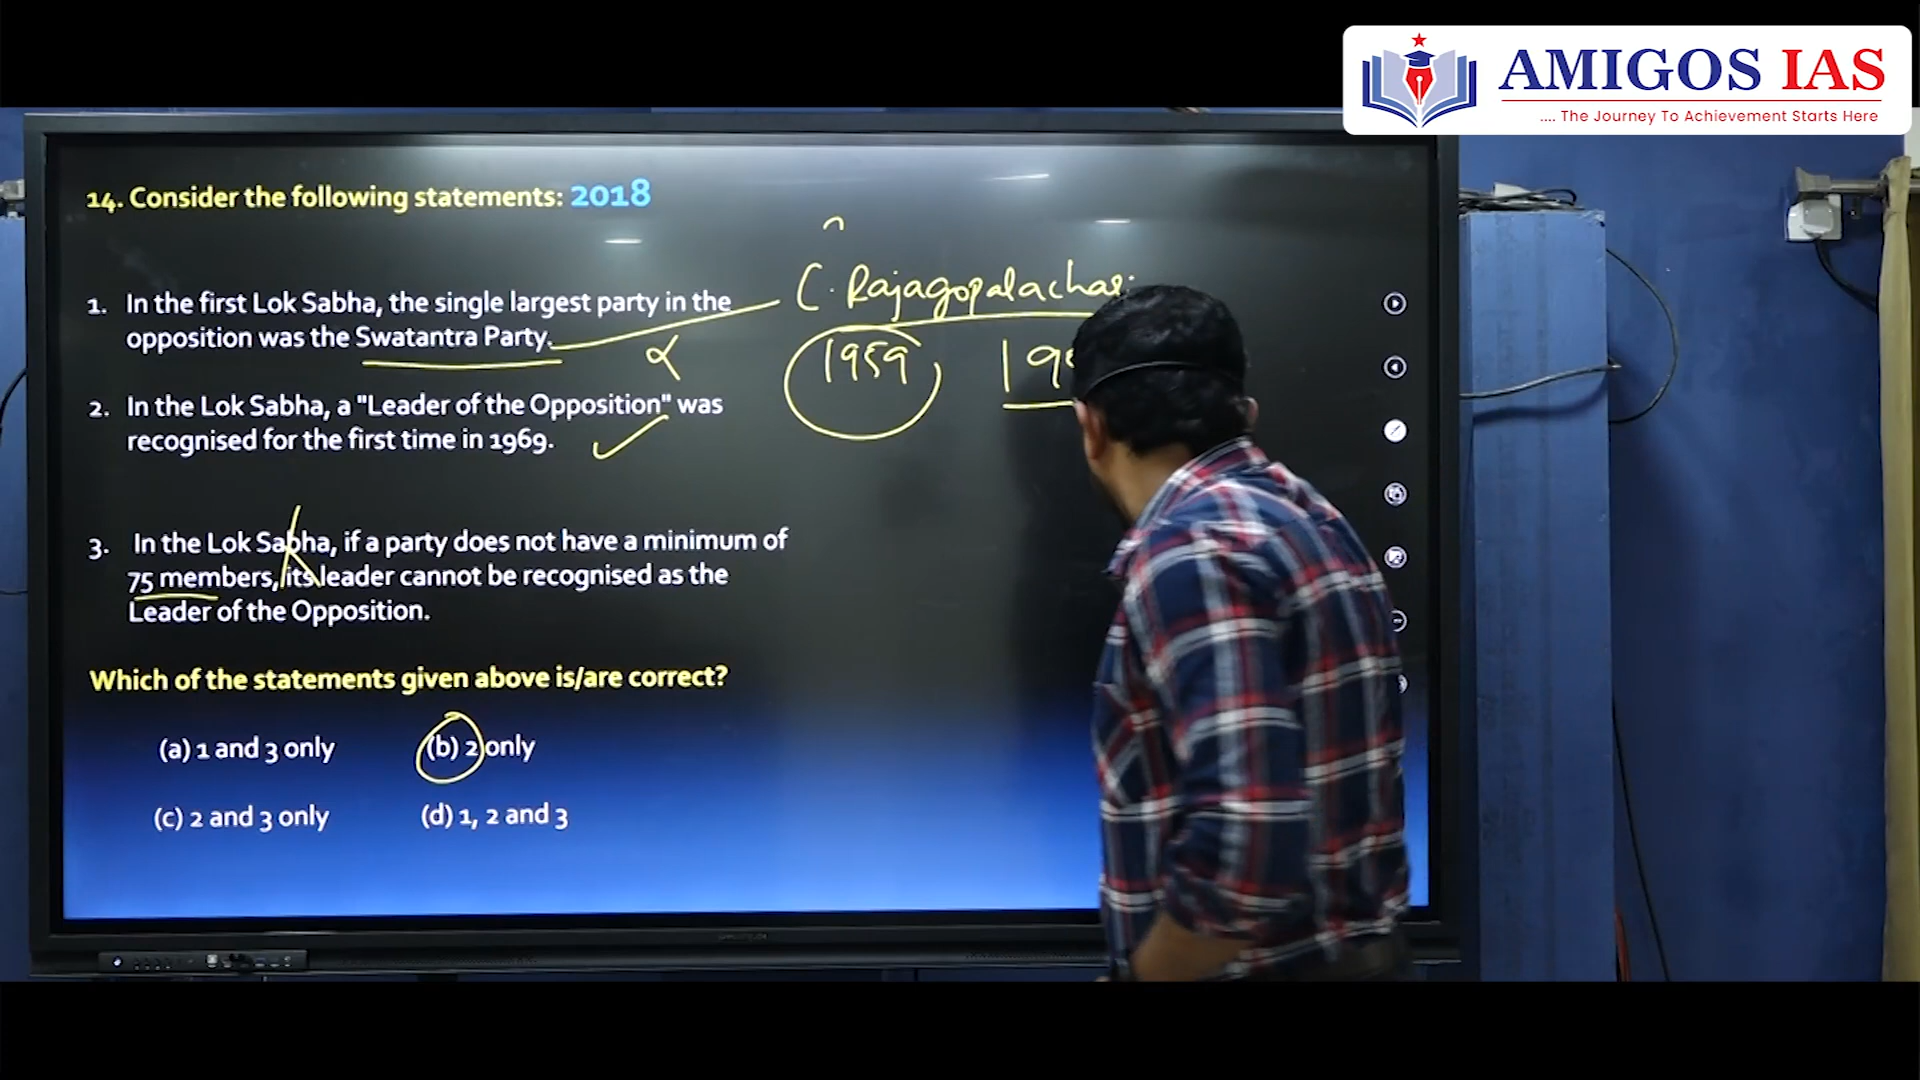 AMIGOS IAS
.... The Journey To Achievement Starts Here
14. Consider the following statements: 2018
C. Rajagopalachari
1. In the first Lok Sabha, the single largest party in the
opposition was the Swatantra Party.
1959
2. In the Lok Sabha, a "Leader of the Opposition" was
recognised for the first time in 1969.
3. In the Lok Sabha, if a party does not have a minimum of
75 members, its leader cannot be recognised as the
Leader of the Opposition.
Which of the statements given above is/are correct?
(a) 1 and 3 only (b) 2 only
(c) 2 and 3 only (d) 1, 2 and 3